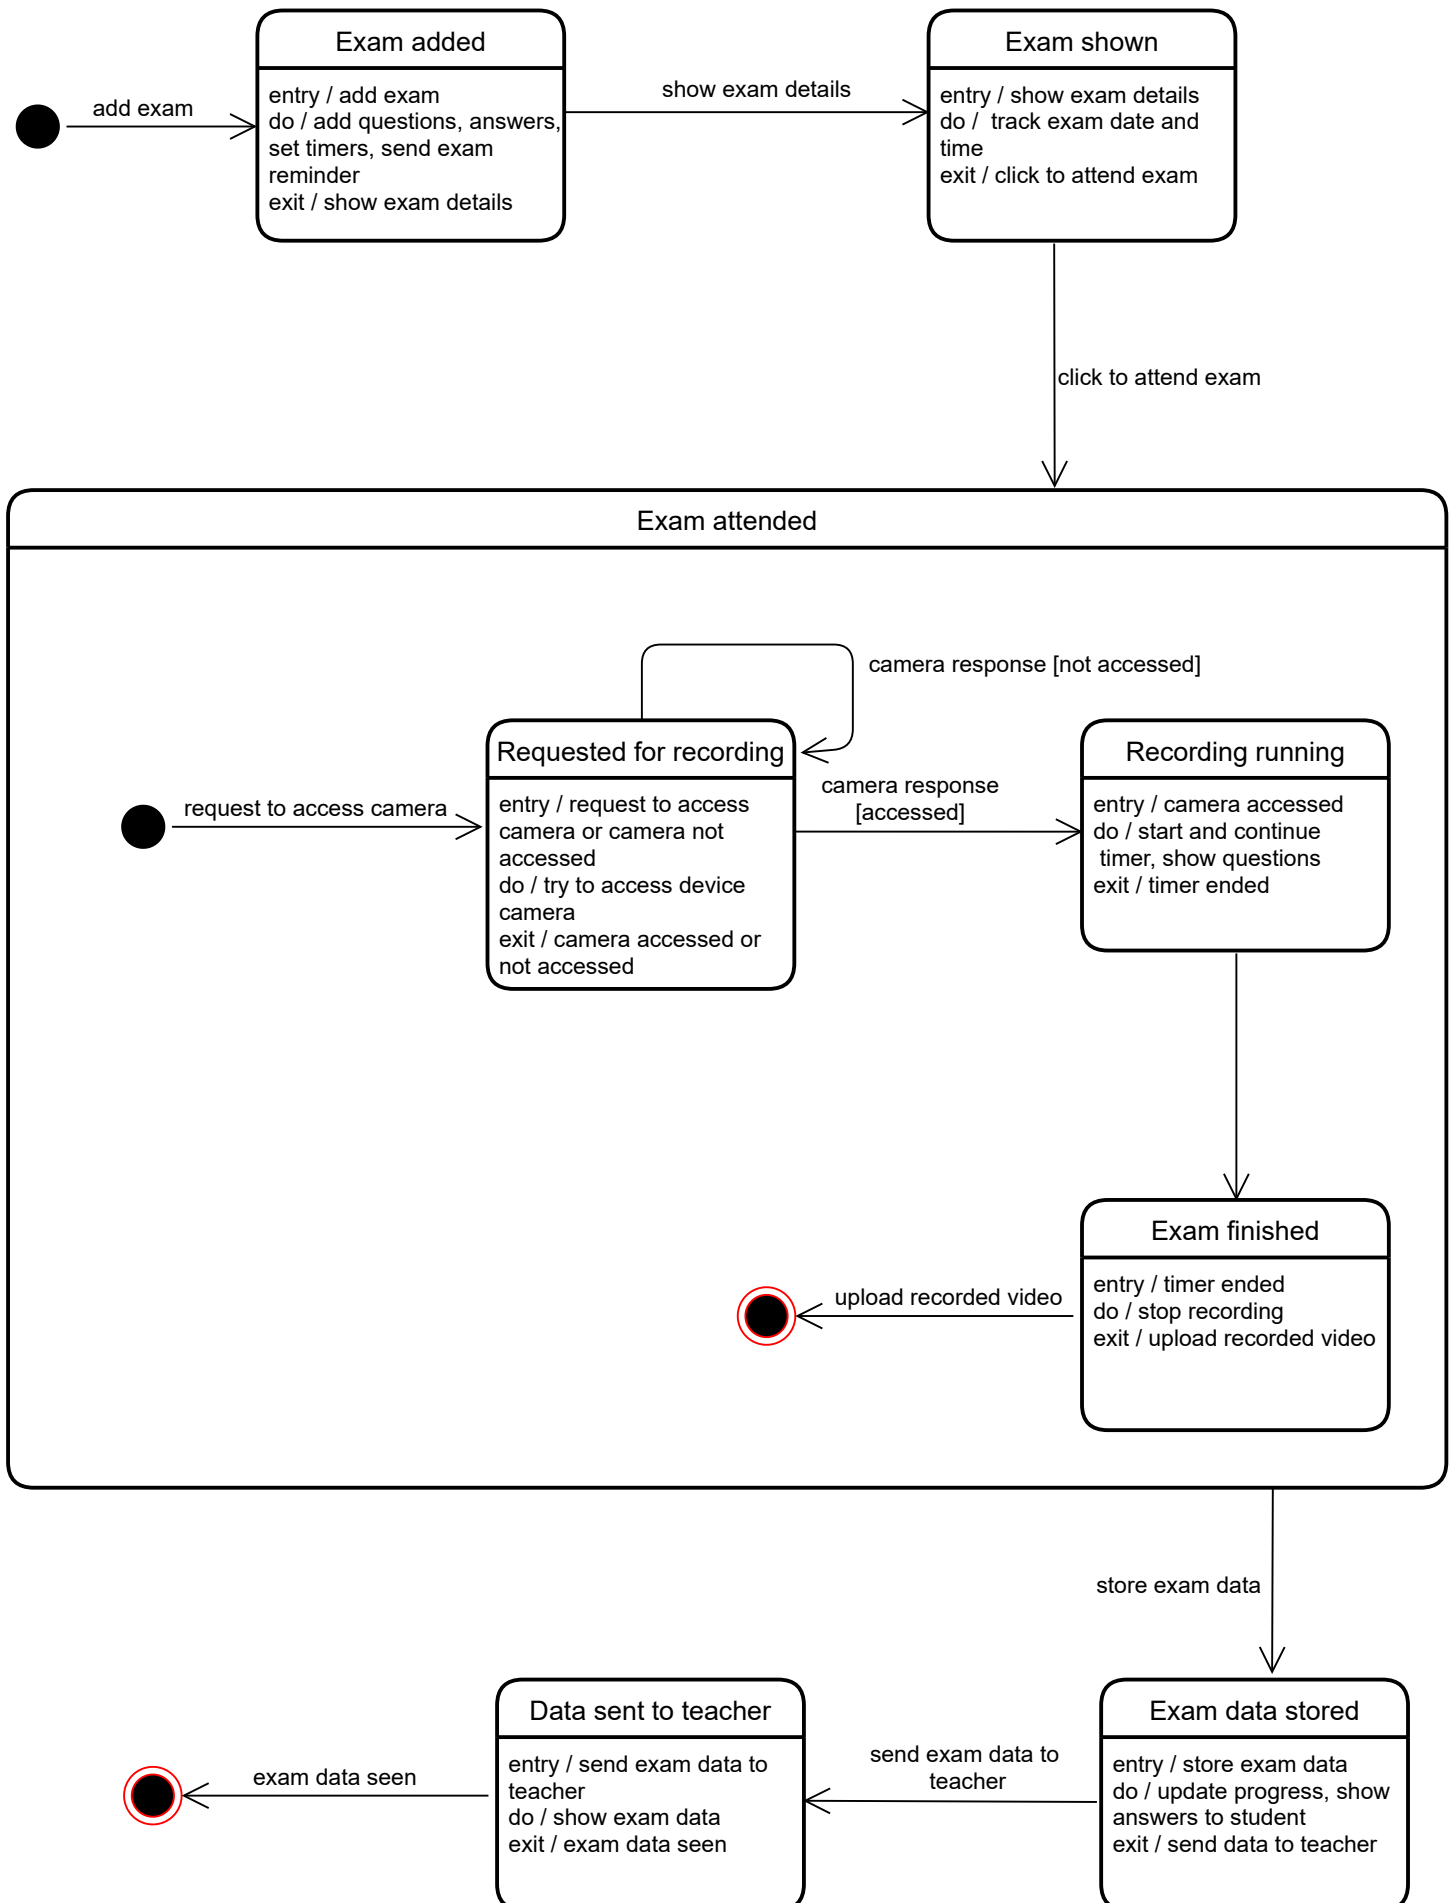 Exam added
add exam
entry / add exam
do / add questions, answers,
set timers, send exam
reminder
exit / show exam details
show exam details
Exam shown
entry / show exam details
do /  track exam date and
time
exit / click to attend exam
click to attend exam
Exam attended
camera response [not accessed]
request to access camera
Requested for recording
entry / request to access
camera or camera not
accessed
do / try to access device
camera
exit / camera accessed or
not accessed
camera response
[accessed]
Recording running
entry / camera accessed
do / start and continue
timer, show questions
exit / timer ended
Exam finished
entry / timer ended
do / stop recording
exit / upload recorded video
upload recorded video
store exam data
Exam data stored
entry / store exam data
do / update progress, show
answers to student
exit / send data to teacher
send exam data to
teacher
Data sent to teacher
entry / send exam data to
teacher
do / show exam data
exit / exam data seen
exam data seen